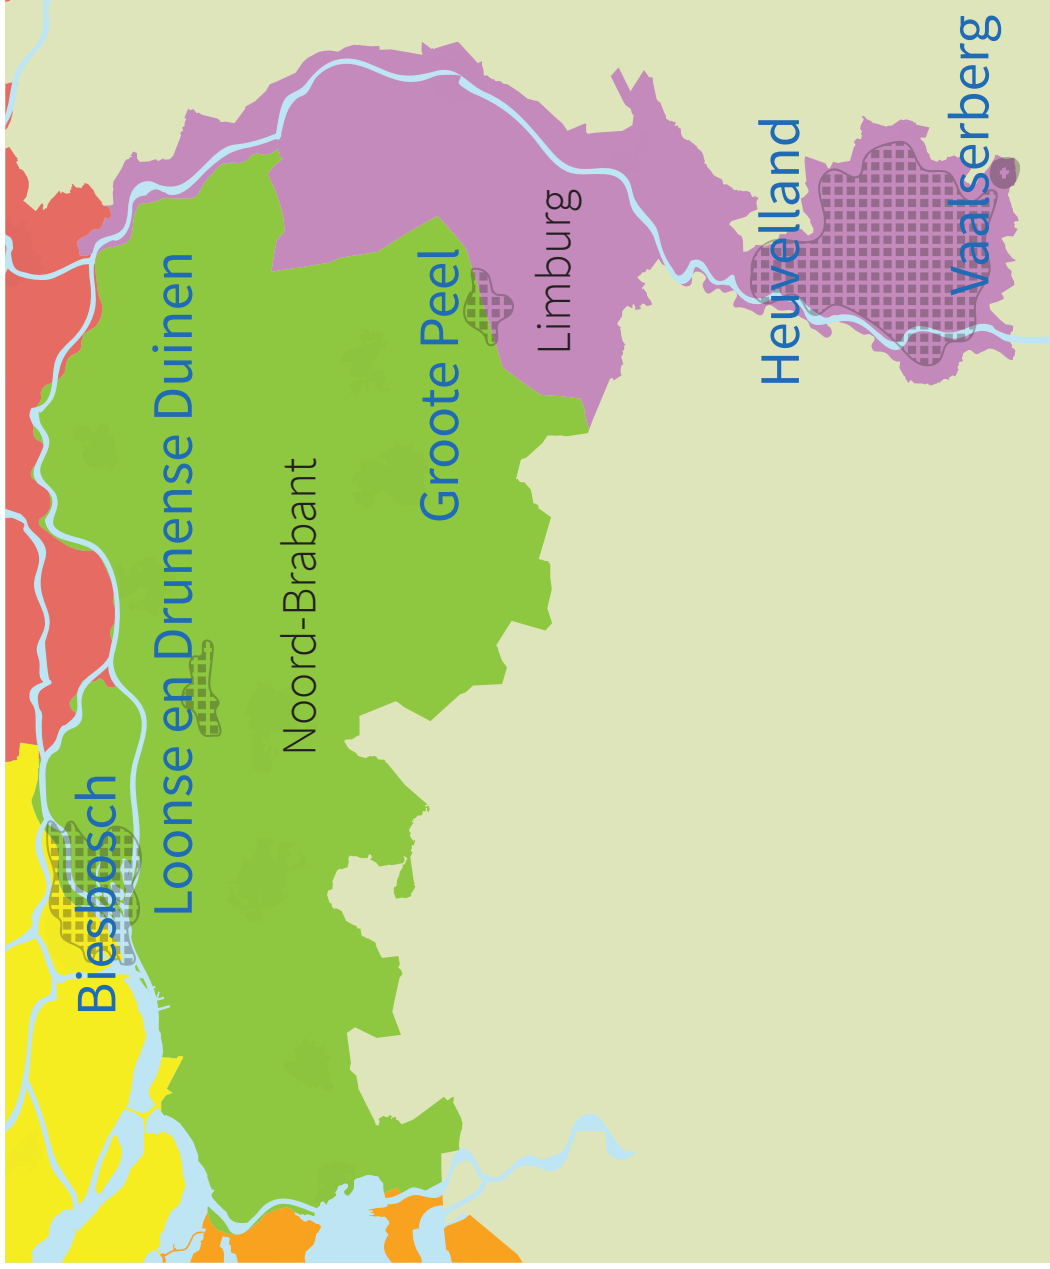 Biesbosch
Loonse en Drunense Duinen
Noord-Brabant
Groote Peel
Limburg
Heuvelland
Vaalserberg